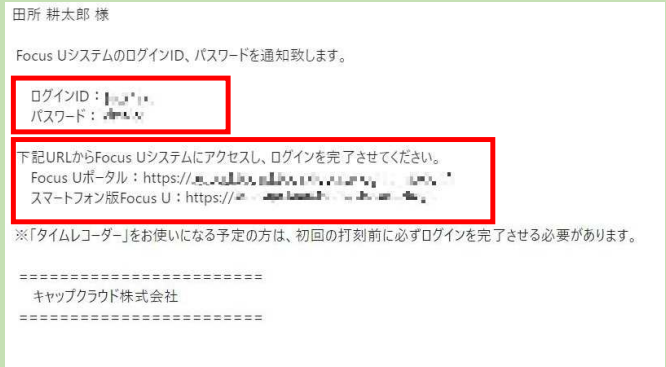 田所 耕太郎 様
Focus UシステムのログインID、パスワードを通知致します。
ログインID：
パスワード：
下記URLからFocus Uシステムにアクセスし、ログインを完了させてください。
Focus Uポータル：https://
スマートフォン版Focus U：https://
※「タイムレコーダー」をお使いになる予定の方は、初回の打刻前に必ずログインを完了させる必要があります。
========================
キャップクラウド株式会社
========================